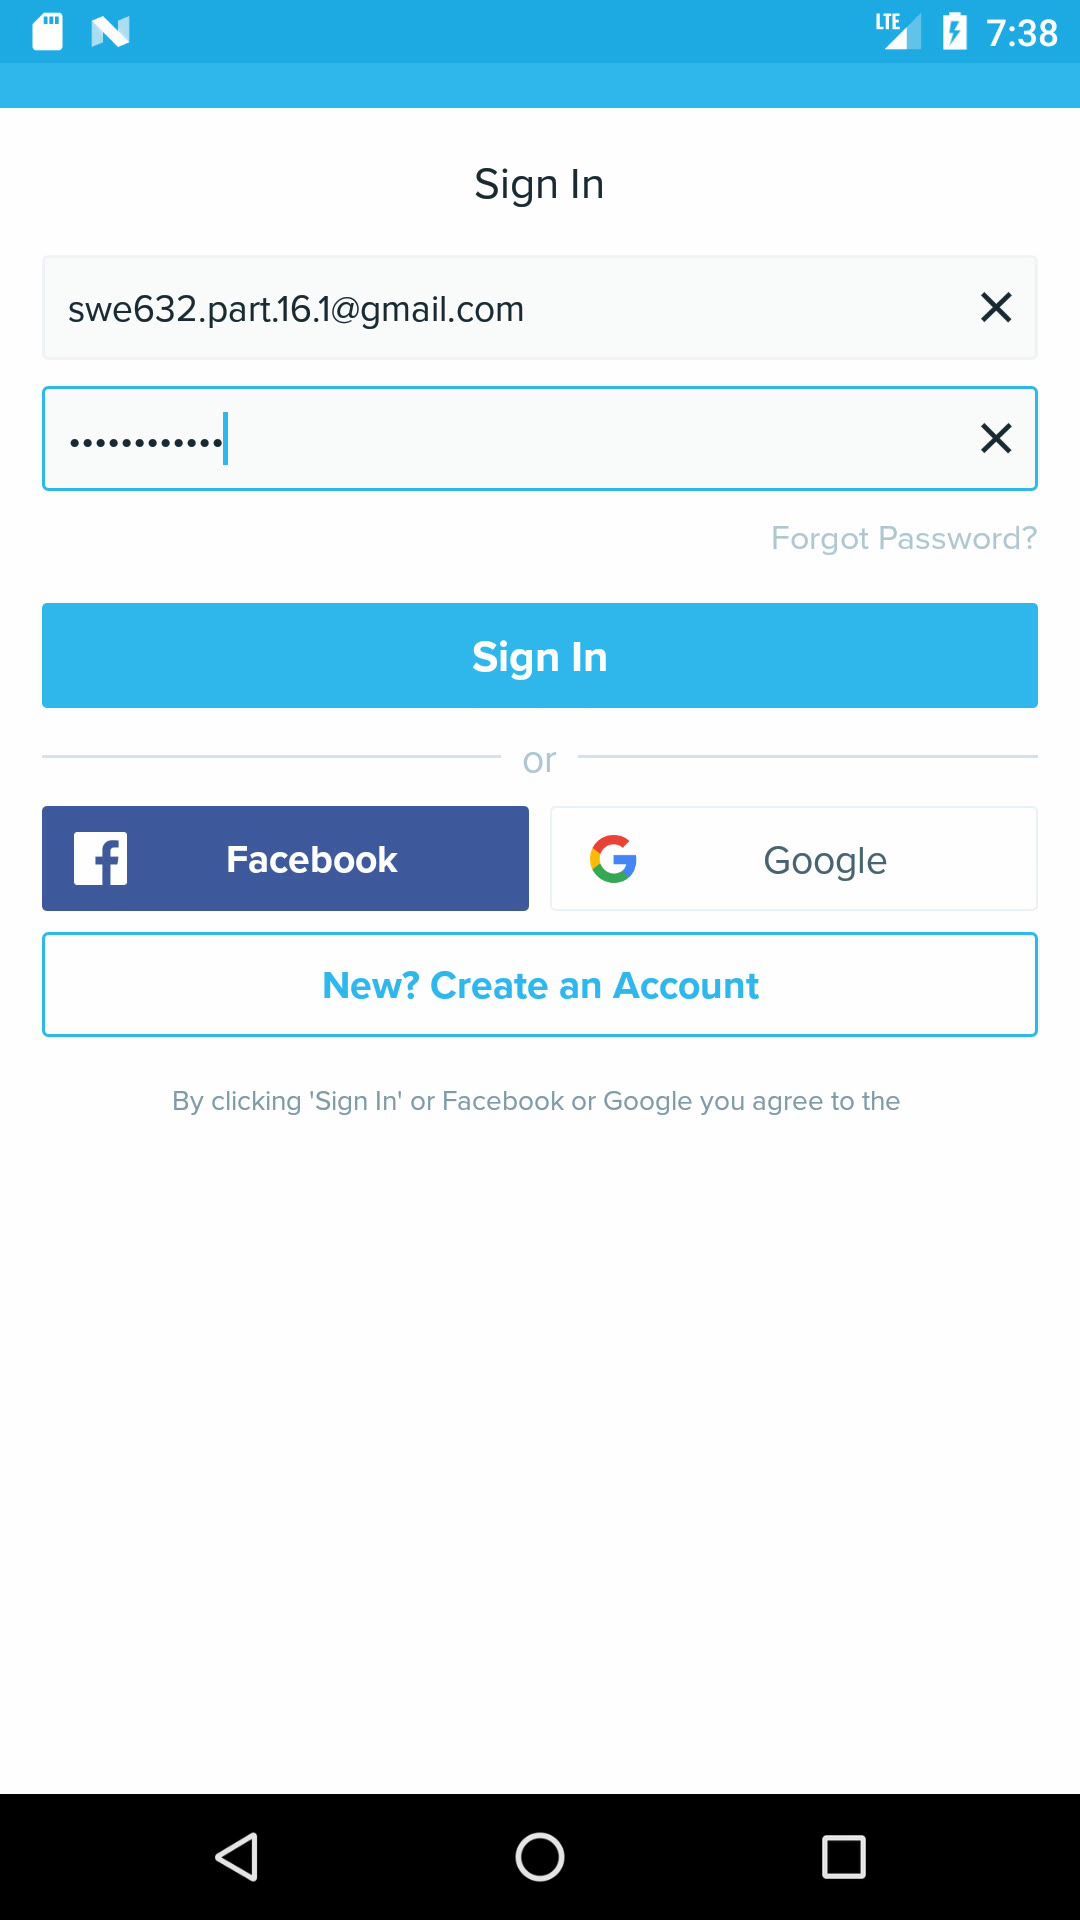 LTE 7:38
Sign In
swe632.part.16.1@gmail.com
••••••••••••
Forgot Password?
Sign In
or
Facebook
Google
New? Create an Account
By clicking 'Sign In' or Facebook or Google you agree to the